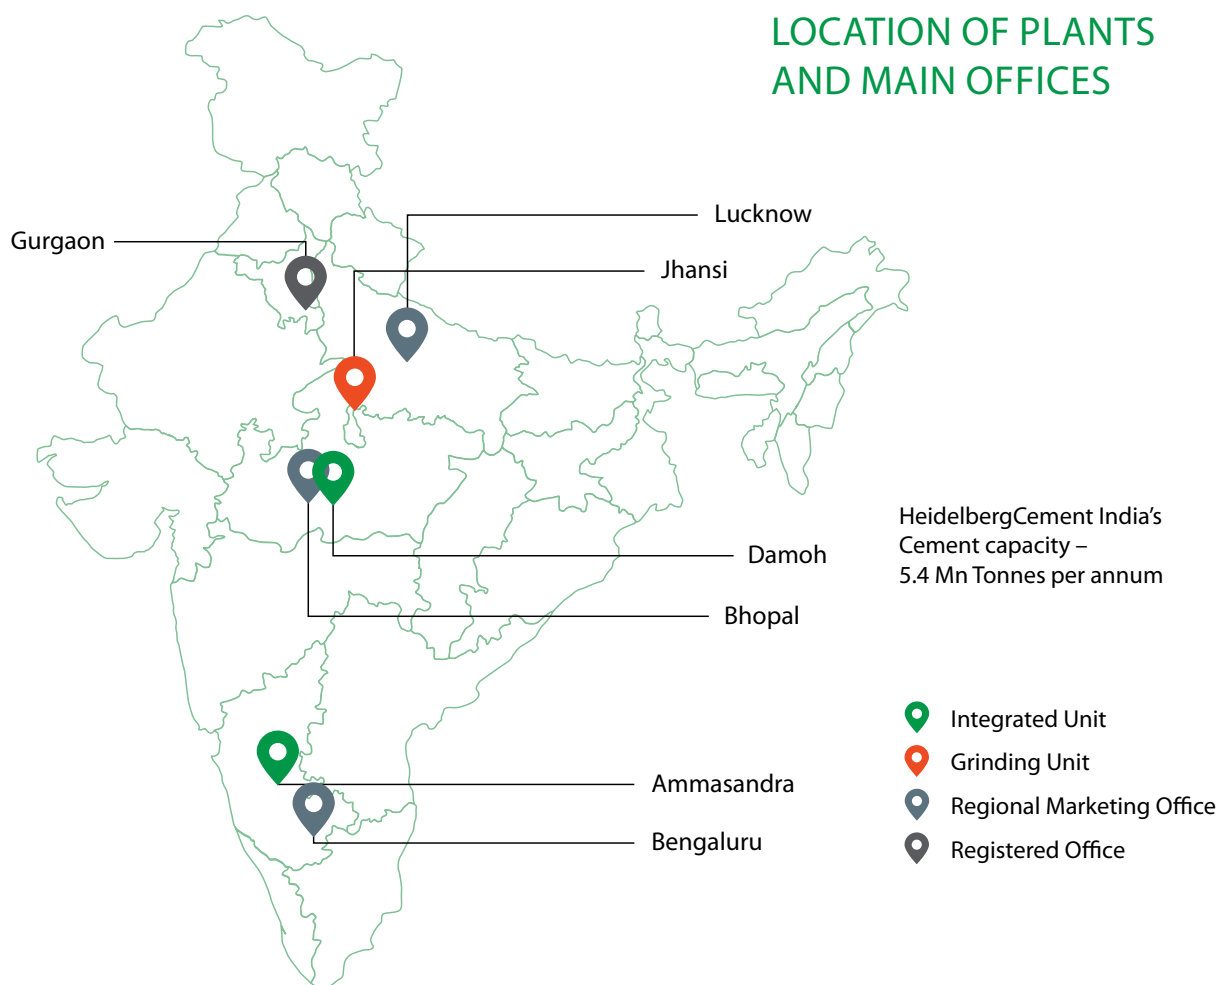 LOCATION OF PLANTS
AND MAIN OFFICES
Lucknow
Gurgaon
Jhansi
HeidelbergCement India’s
Cement capacity –
5.4 Mn Tonnes per annum
Damoh
Bhopal
Integrated Unit
Grinding Unit
Ammasandra
Regional Marketing Office
Bengaluru
Registered Office